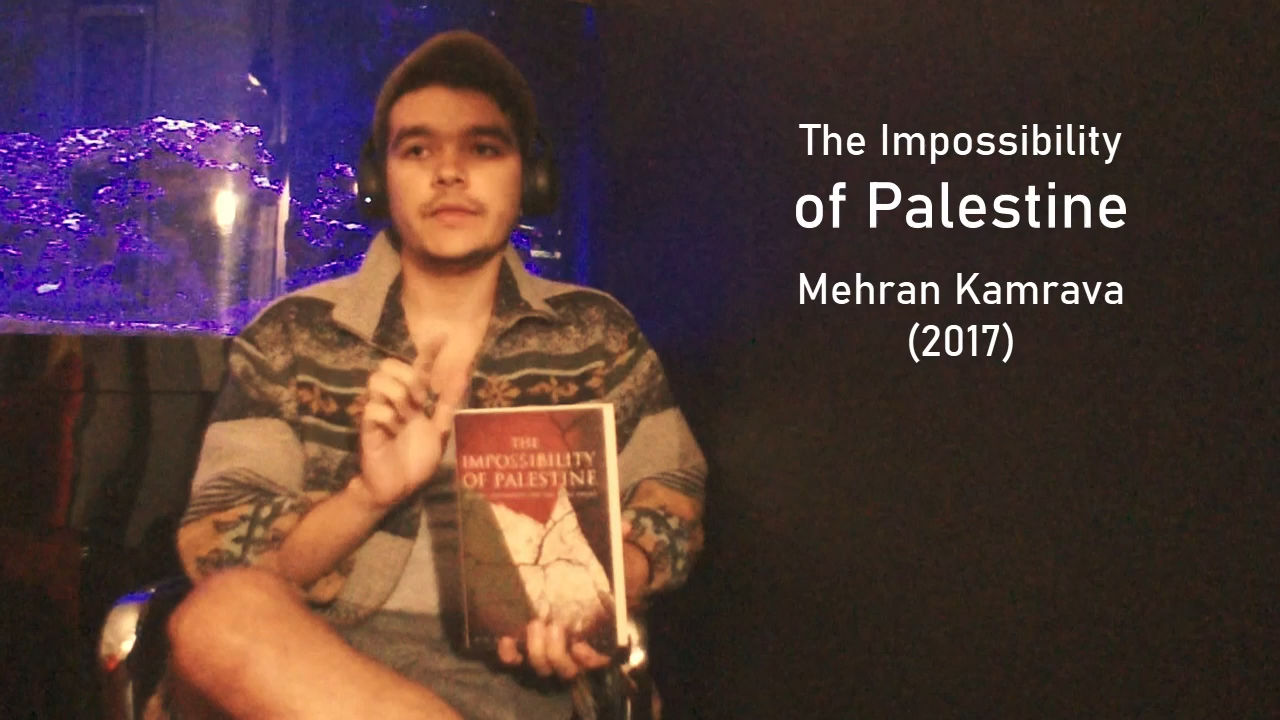 The Impossibility
of Palestine
Mehran Kamrava
(2017)
THE
IMPOSSIBILITY
OF PALESTINE